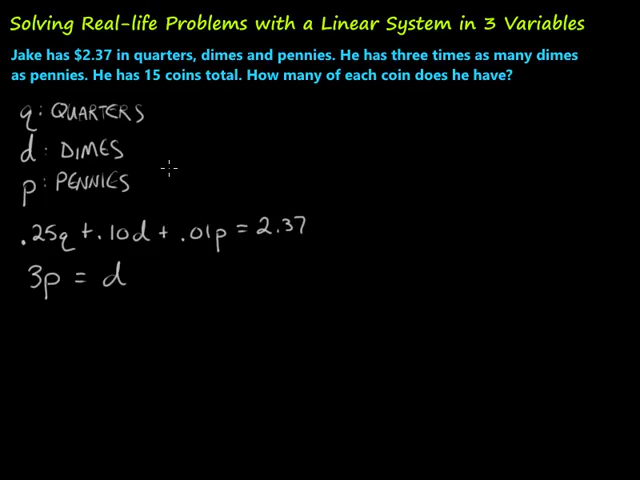 Solving Real-life Problems with a Linear System in 3 Variables
Jake has $2.37 in quarters, dimes and pennies. He has three times as many dimes
as pennies. He has 15 coins total. How many of each coin does he have?
q: QUARTERS
d: DIMES
p: PENNIES
.25q + .10d + .01p = 2.37
3p = d